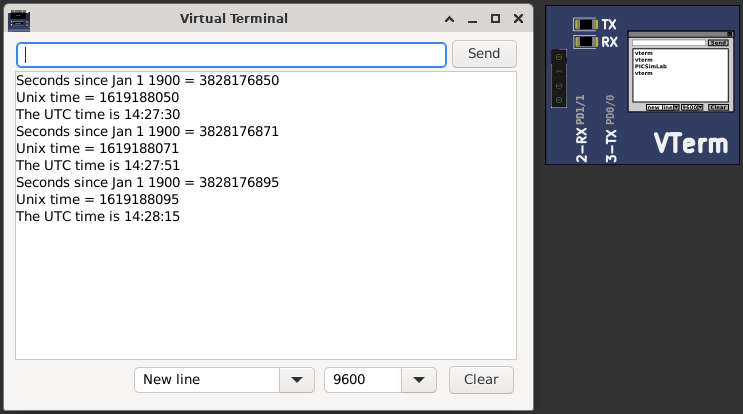 Virtual Terminal
Send
Seconds since Jan 1 1900 = 3828176850
Unix time = 1619188050
The UTC time is 14:27:30
Seconds since Jan 1 1900 = 3828176871
Unix time = 1619188071
The UTC time is 14:27:51
Seconds since Jan 1 1900 = 3828176895
Unix time = 1619188095
The UTC time is 14:28:15
New line
9600
Clear
TX
RX
Send
vterm
vterm
PICSimLab
vterm
new line
9600
Clear
2-RX PD1/1
3-TX PD0/0
VTerm